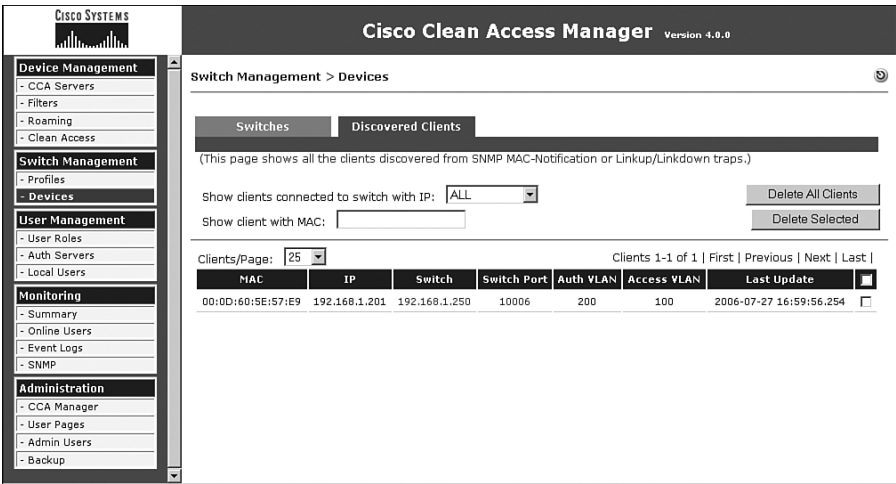 CISCO SYSTEMS
Cisco Clean Access Manager Version 4.0.0
Device Management
- CCA Servers
- Filters
- Roaming
- Clean Access
Switch Management
- Profiles
- Devices
User Management
- User Roles
- Auth Servers
- Local Users
Monitoring
- Summary
- Online Users
- Event Logs
- SNMP
Administration
- CCA Manager
- User Pages
- Admin Users
- Backup
Switch Management > Devices
Switches Discovered Clients
(This page shows all the clients discovered from SNMP MAC-Notification or Linkup/Linkdown traps.)
Show clients connected to switch with IP: ALL Delete All Clients
Show client with MAC: Delete Selected
Clients/Page: 25 Clients 1-1 of 1 | First | Previous | Next | Last |
MAC IP Switch Switch Port Auth VLAN Access VLAN Last Update
00:0D:60:5E:57:E9 192.168.1.201 192.168.1.250 10006 200 100 2006-07-27 16:59:56.254